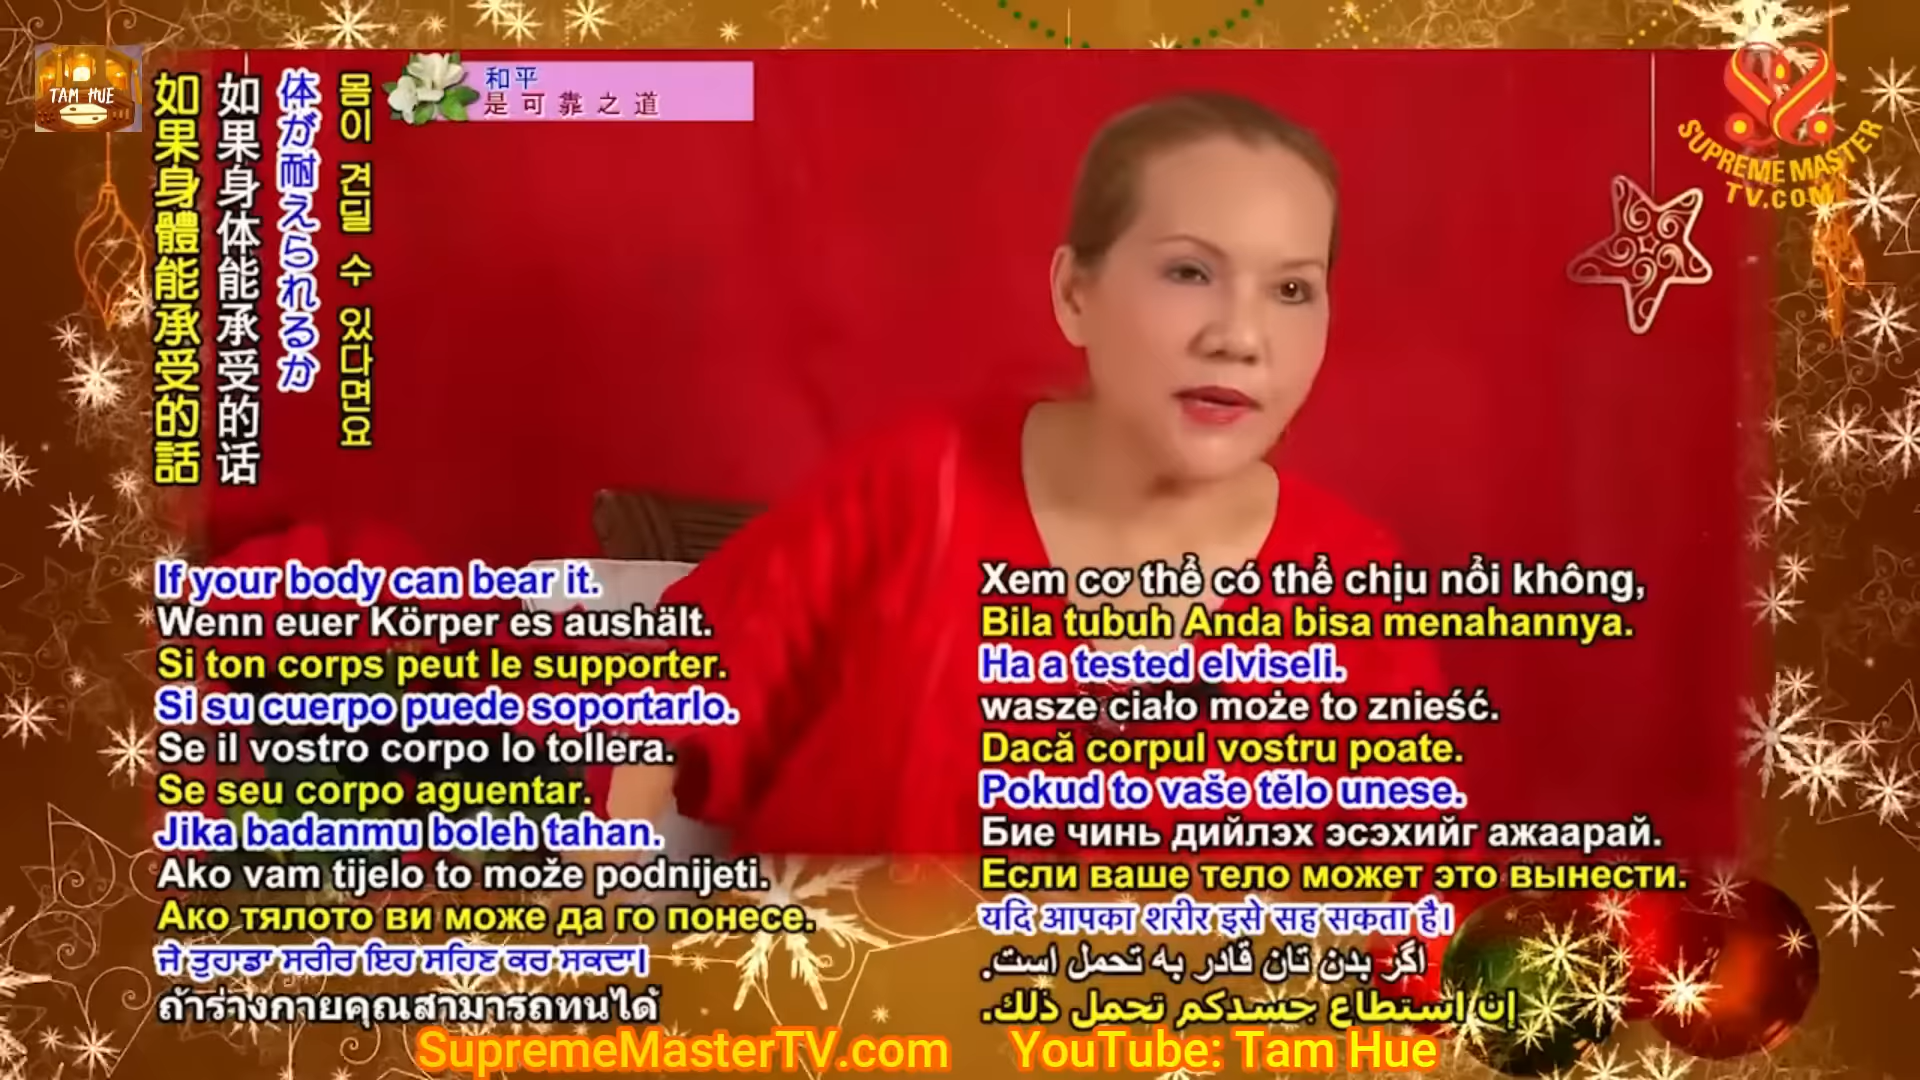 TAM HUE
如果身體能承受的話
如果身体能承受的话
体が耐えられるか
몸이 견딜 수 있다면요
和平
是可靠之道
SUPREME MASTER
TV.COM
If your body can bear it.
Wenn euer Körper es aushält.
Si ton corps peut le supporter.
Si su cuerpo puede soportarlo.
Se il vostro corpo lo tollëra.
Se seu corpo aguentar.
Jika badanmu boleh tahan.
Ako vam tijelo to može podnijeti.
Ако тялото ви може да го понесе.
ਜੇ ਤੁਹਾਡਾ ਸਰੀਰ ਇਹ ਸਹਿਣ ਕਰ ਸਕਦਾ।
ถ้าร่างกายคุณสามารถทนได้
Xem cơ thể có thể chịu nổi không,
Bila tubuh Anda bisa menahannya.
Ha a tested elviseli.
wasze ciało może to znieść.
Dacă corpul vostru poate.
Pokud to vaše tělo unese.
Бие чинь дийлэх эсэхийг ажаарай.
Если ваше тело может это вынести.
यदि आपका शरीर इसे सह सकता है।
اگر بدن تان قادر به تحمل است.
إن استطاع جسدكم تحمل ذلك.
SupremeMasterTV.com
YouTube: Tam Hue